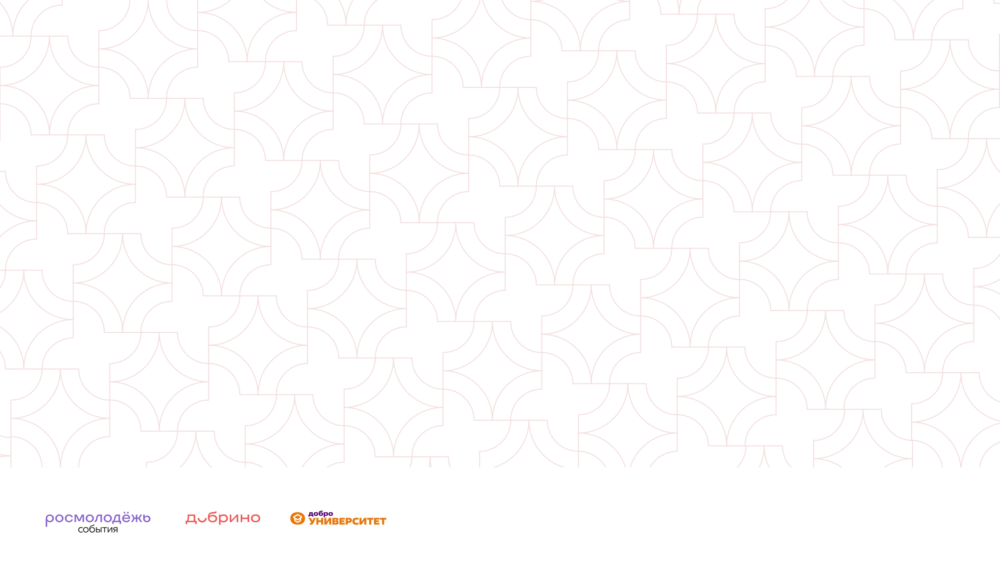 росмолодёжь
события
добрино
добро
УНИВЕРСИТЕТ